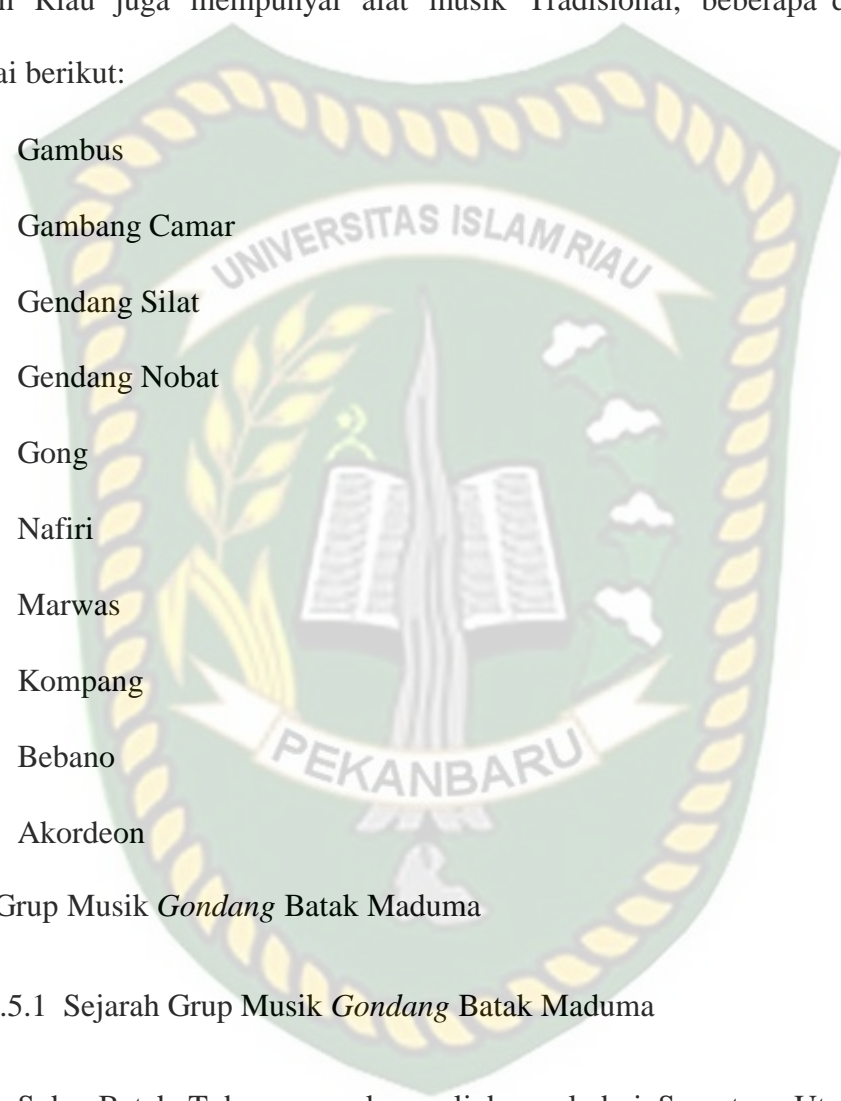 Riau juga mempunyai alat musik Tradisional, beberapa
berikut:
Gambus
Gambang Camar
UNIVERSITAS ISLAM RIAU
Gendang Silat
Gendang Nobat
Gong
Nafiri
Marwas
Kompang
Bebano
PEKANBARU
Akordeon
Grup Musik Gondang Batak Maduma
.5.1 Sejarah Grup Musik Gondang Batak Maduma